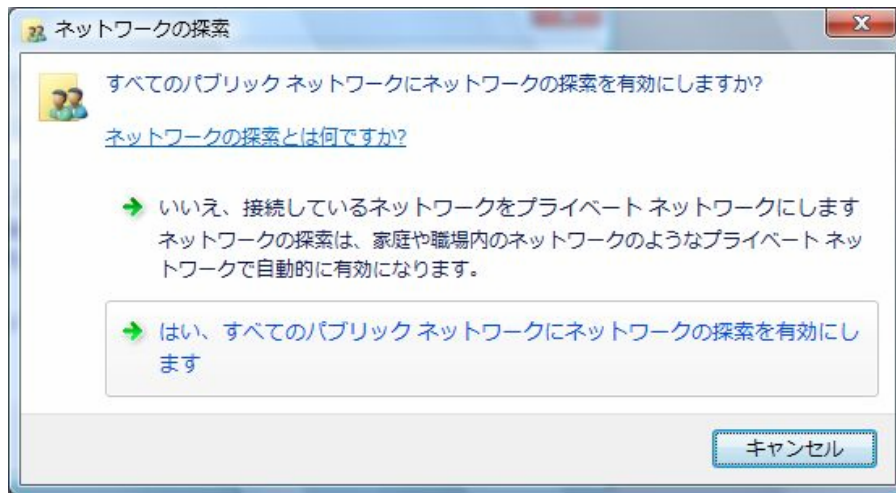 ネットワークの探索
すべてのパブリック ネットワークにネットワークの探索を有効にしますか?
ネットワークの探索とは何ですか?
いいえ、接続しているネットワークをプライベート ネットワークにします
ネットワークの探索は、家庭や職場内のネットワークのようなプライベート ネッ
トワークで自動的に有効になります。
はい、すべてのパブリック ネットワークにネットワークの探索を有効にし
ます
キャンセル